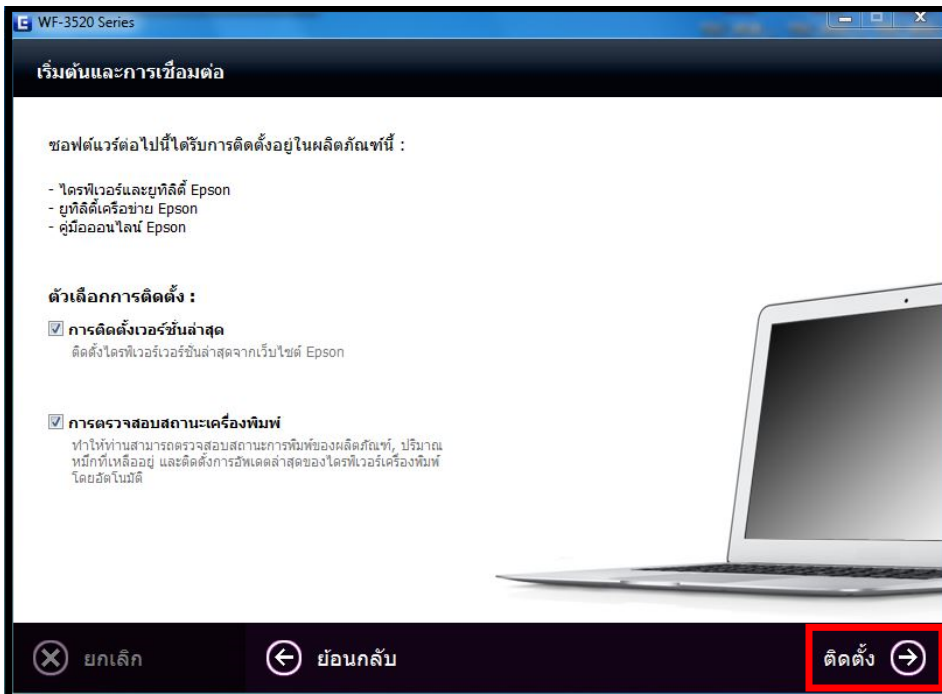 WF-3520 Series
เริ่มต้นและการเชื่อมต่อ
ซอฟต์แวร์ต่อไปนี้ได้รับการติดตั้งอยู่ในผลิตภัณฑ์นี้ :
- ไดรฟ์เวอร์และยูทิลิตี้ Epson
- ยูทิลิตี้เครือข่าย Epson
- คู่มือออนไลน์ Epson
ตัวเลือกการติดตั้ง :
การติดตั้งเวอร์ชั่นล่าสุด
ติดตั้งไดรฟ์เวอร์เวอร์ชั่นล่าสุดจากเว็บไซต์ Epson
การตรวจสอบสถานะเครื่องพิมพ์
ทำให้ท่านสามารถตรวจสอบสถานะการพิมพ์ของผลิตภัณฑ์, ปริมาณ
หมึกที่เหลืออยู่ และติดตั้งการอัพเดตล่าสุดของไดรฟ์เวอร์เครื่องพิมพ์
โดยอัตโนมัติ
ยกเลิก
ย้อนกลับ
ติดตั้ง